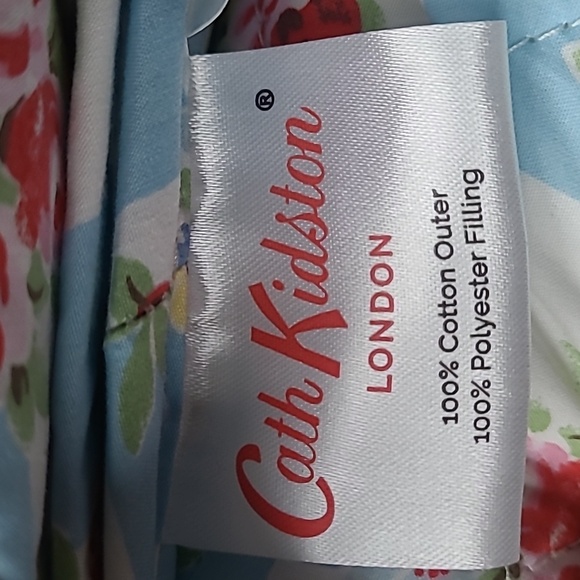 Cath Kidston®
LONDON
100% Cotton Outer
100% Polyester Filling